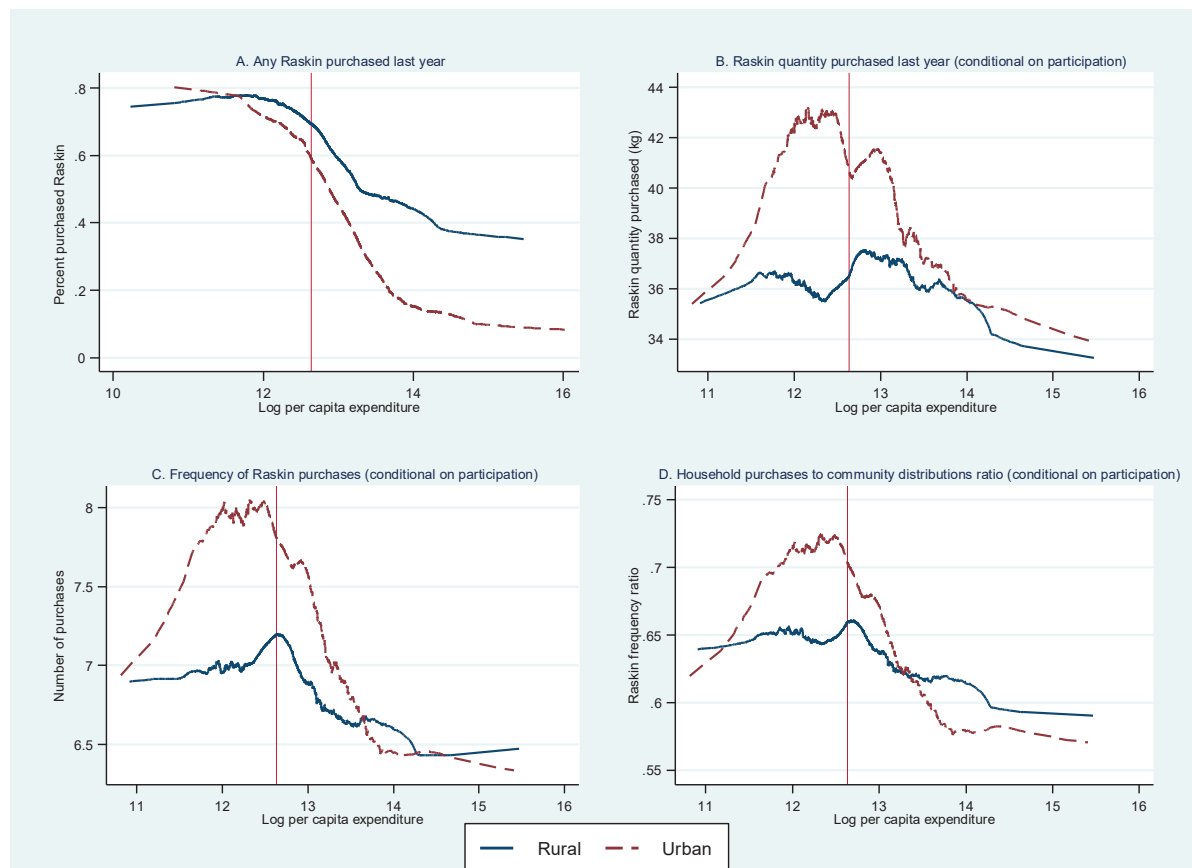 A. Any Raskin purchased last year
Percent purchased Raskin
.8
.6
.4
.2
0
10 12 14 16
Log per capita expenditure
B. Raskin quantity purchased last year (conditional on participation)
Raskin quantity purchased (kg)
44
42
40
38
36
34
11 12 13 14 15 16
Log per capita expenditure
C. Frequency of Raskin purchases (conditional on participation)
Number of purchases
8
7.5
7
6.5
11 12 13 14 15 16
Log per capita expenditure
D. Household purchases to community distributions ratio (conditional on participation)
Raskin frequency ratio
.75
.7
.65
.6
.55
11 12 13 14 15 16
Log per capita expenditure
Rural Urban